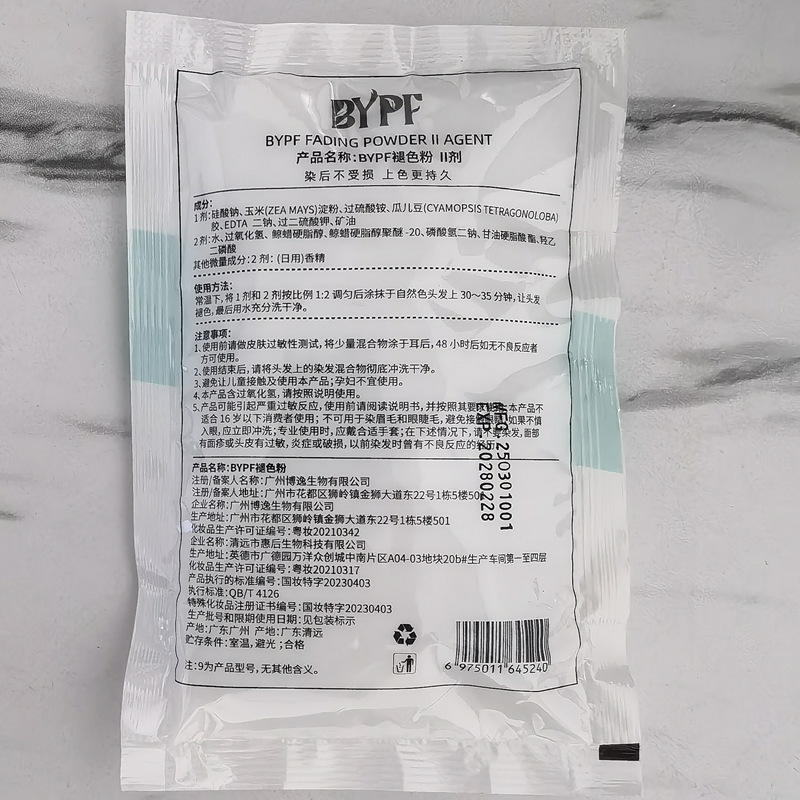 BYPF
BYPF FADING POWDER II AGENT
产品名称:BYPF褪色粉 II剂
染后不受损 上色更持久
成分:
1剂:硅酸钠、玉米(ZEA MAYS)淀粉、过硫酸铵、瓜儿豆(CYAMOPSIS TETRAGONOLOBA)
胶、EDTA 二钠、过二硫酸钾、矿油
2剂:水、过氧化氢、鲸蜡硬脂醇、鲸蜡硬脂醇聚醚-20、磷酸氢二钠、甘油硬脂酸酯、羟乙
二磷酸
其他微量成分:2剂:(日用)香精
使用方法:
常温下,将1剂和2剂按比例1:2调匀后涂抹于自然色头发上30~35分钟,让头发
褪色,最后用水充分洗干净。
注意事项:
1、使用前请做皮肤过敏性测试,将少量混合物涂于耳后,48小时后如无不良反应者
方可使用。
2、使用结束后,请将头发上的染发混合物彻底冲洗干净。
3、避免让儿童接触及使用本产品;孕妇不宜使用。
4、本产品含过氧化氢,请按照说明使用。
5、产品可能引起严重过敏反应,使用前请阅读说明书,并按照其要 本产品不
适合16岁以下消费者使用;不可用于染眉毛和眼睫毛,避免接 如果不慎
入眼,应立即冲洗;专业使用时,应戴合适手套;在下述情况下,请不要染发,面部
有面疹或头皮有过敏,炎症或破损,以前染发时曾有不良反应的
MFG 250301001
EXP 20280228
产品名称:BYPF褪色粉
注册/备案人名称:广州博逸生物有限公司
注册/备案人地址:广州市花都区狮岭镇金狮大道东22号1栋5楼501
企业名称:广州博逸生物有限公司
生产地址:广州市花都区狮岭镇金狮大道东22号1栋5楼501
化妆品生产许可证编号:粤妆20210342
企业名称:清远市惠后生物科技有限公司
生产地址:英德市广德园万洋众创城中南片区A04-03地块20b#生产车间第一至四层
化妆品生产许可证编号:粤妆20210317
产品执行的标准编号:国妆特字20230403
执行标准:QB/T 4126
特殊化妆品注册证书编号:国妆特字20230403
生产批号和限期使用日期:见包装标示
产地:广东广州 产地:广东清远
贮存条件:室温,避光;合格
注:9为产品型号,无其他含义。
6 975011 645240